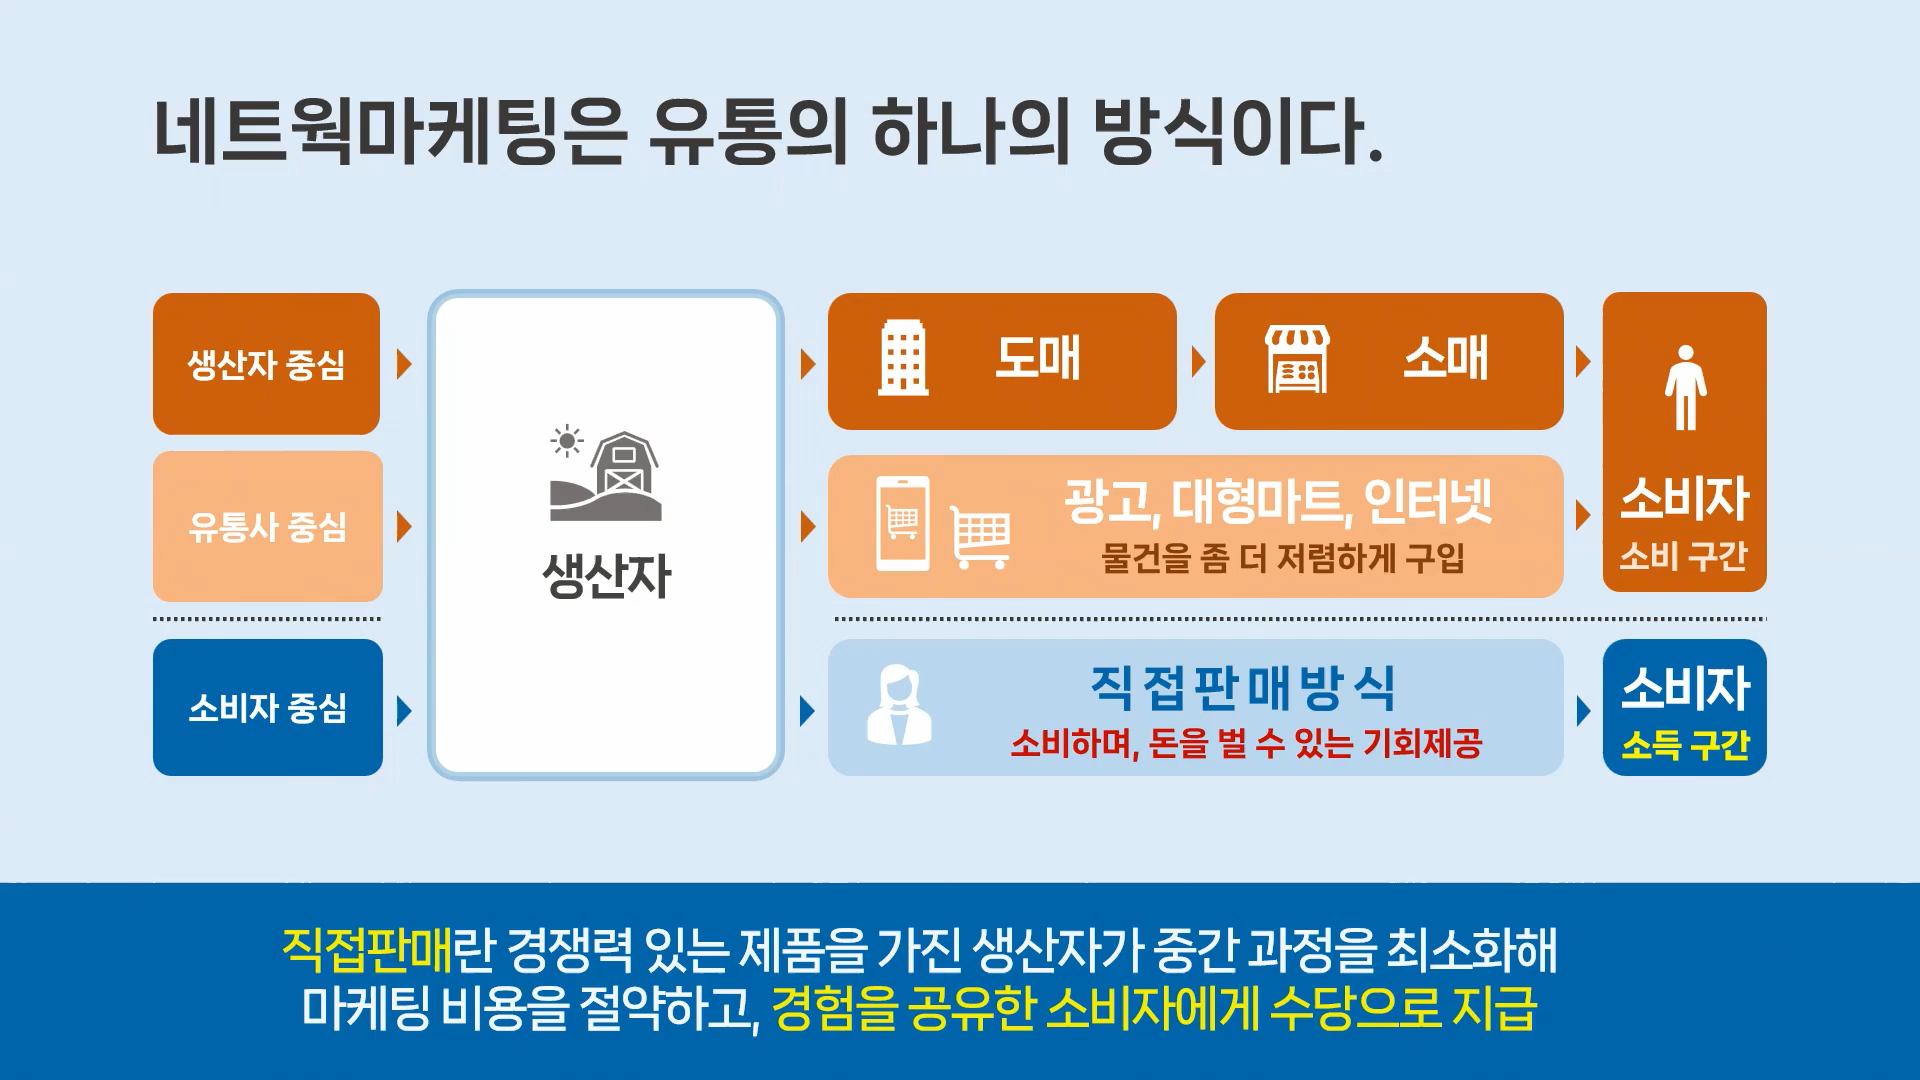 네트웍마케팅은 유통의 하나의 방식이다.
생산자 중심
유통사 중심
소비자 중심
생산자
도매
소매
광고, 대형마트, 인터넷
물건을 좀 더 저렴하게 구입
소비자
소비 구간
직접판매방식
소비하며, 돈을 벌 수 있는 기회제공
소비자
소득 구간
직접판매란 경쟁력 있는 제품을 가진 생산자가 중간 과정을 최소화해
마케팅 비용을 절약하고, 경험을 공유한 소비자에게 수당으로 지급